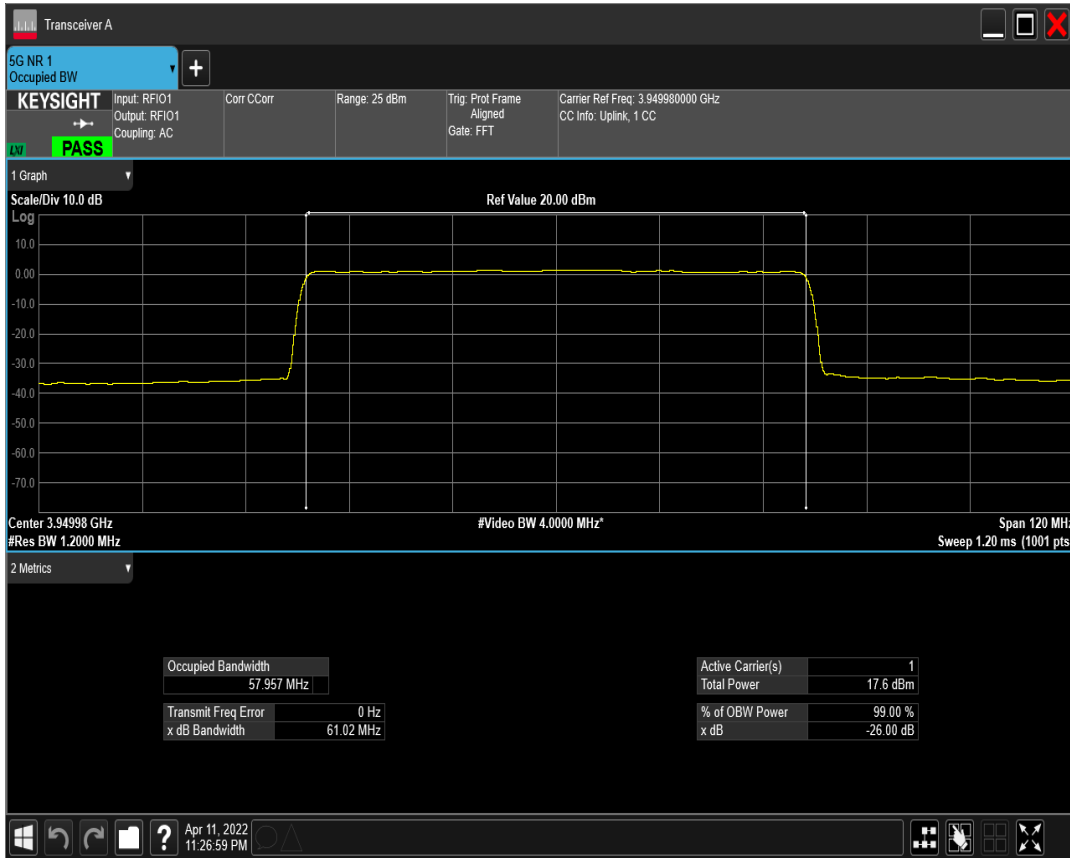 Transceiver A
5G NR 1
Occupied BW
+
KEYSIGHT
LXI
PASS
Input: RFIO1
Output: RFIO1
Coupling: AC
Corr CCorr
Range: 25 dBm
Trig: Prot Frame
Aligned
Gate: FFT
Carrier Ref Freq: 3.949980000 GHz
CC Info: Uplink, 1 CC
1 Graph
Scale/Div 10.0 dB
Ref Value 20.00 dBm
Log
10.0
0.00
-10.0
-20.0
-30.0
-40.0
-50.0
-60.0
-70.0
Center 3.94998 GHz
#Video BW 4.0000 MHz*
Span 120 MHz
#Res BW 1.2000 MHz
Sweep 1.20 ms (1001 pts
2 Metrics
Occupied Bandwidth
57.957 MHz
Transmit Freq Error 0 Hz
x dB Bandwidth 61.02 MHz
Active Carrier(s) 1
Total Power 17.6 dBm
% of OBW Power 99.00 %
x dB -26.00 dB
?
Apr 11, 2022
11:26:59 PM